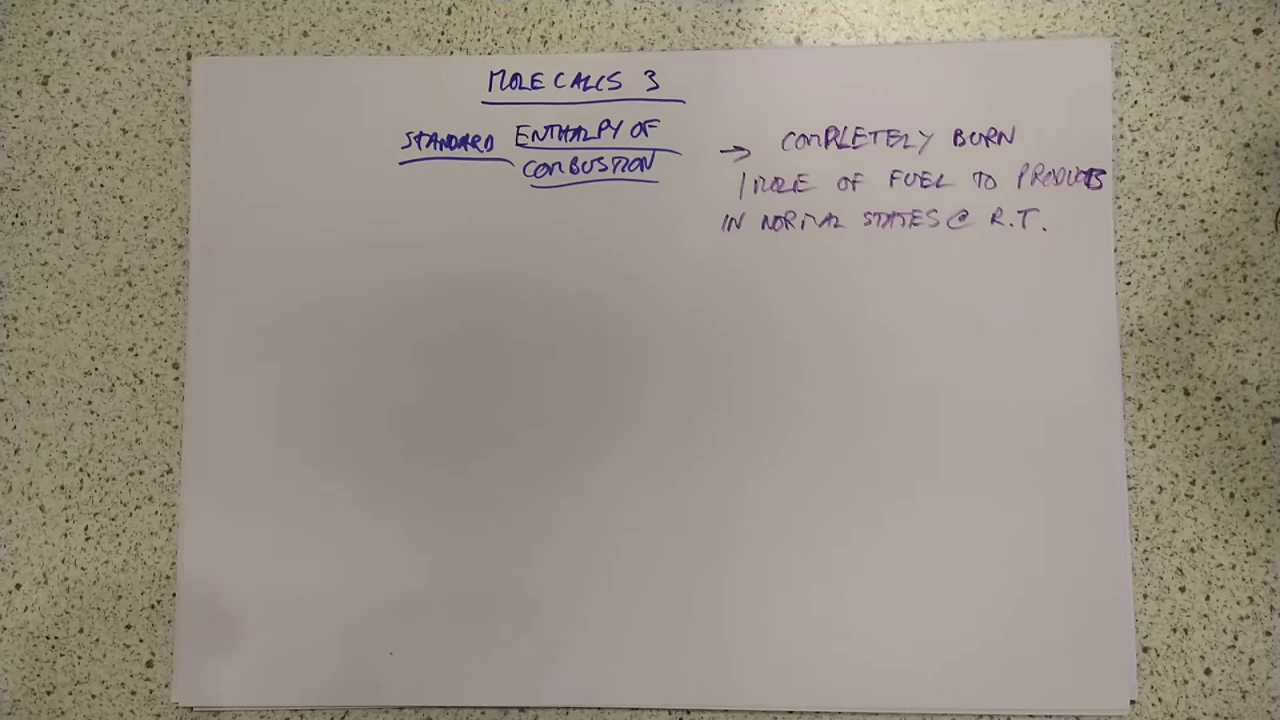 MOLE CALCS 3
STANDARD ENTHALPY OF
COMBUSTION
→ COMPLETELY BURN
1 MOLE OF FUEL TO PRODUCTS
IN NORMAL STATES @ R.T.